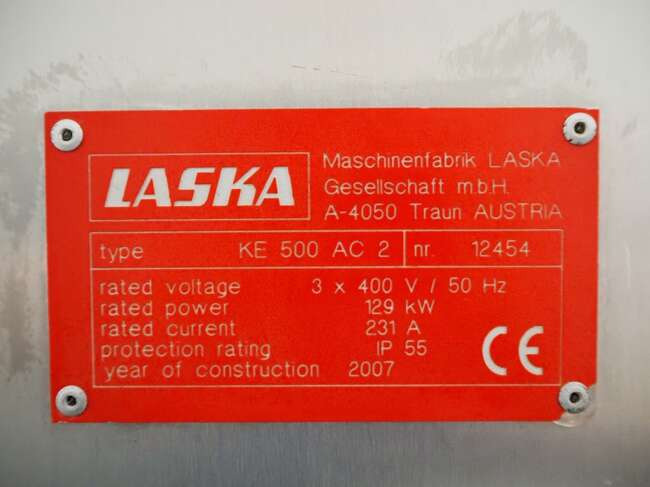 LASKA
Maschinenfabrik LASKA
Gesellschaft m.b.H.
A-4050 Traun AUSTRIA
type KE 500 AC 2 nr. 12454
rated voltage 3 x 400 V / 50 Hz
rated power 129 kW
rated current 231 A
protection rating IP 55
year of construction 2007
CE